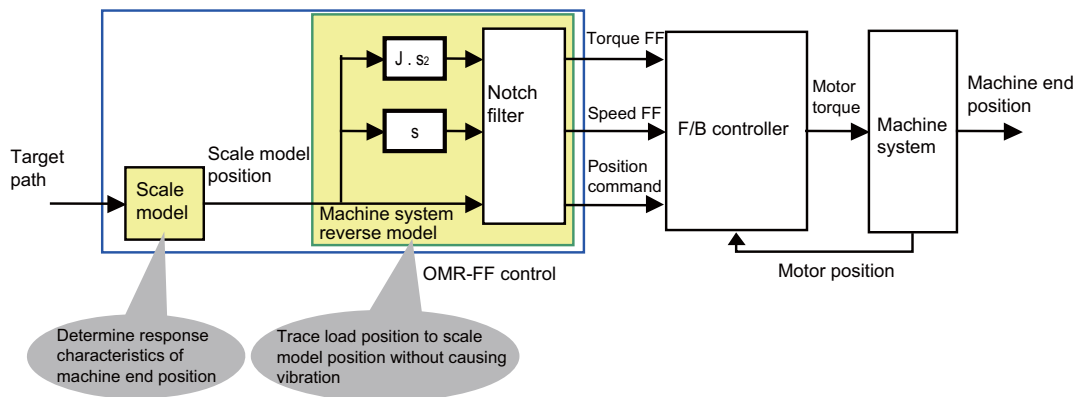 Target
path
Scale
model
Scale model
position
J . s2
s
Notch
filter
Machine system
reverse model
OMR-FF control
Torque FF
Speed FF
Position
command
F/B controller
Motor
torque
Machine
system
Machine end
position
Motor position
Determine response
characteristics of
machine end position
Trace load position to scale
model position without causing
vibration